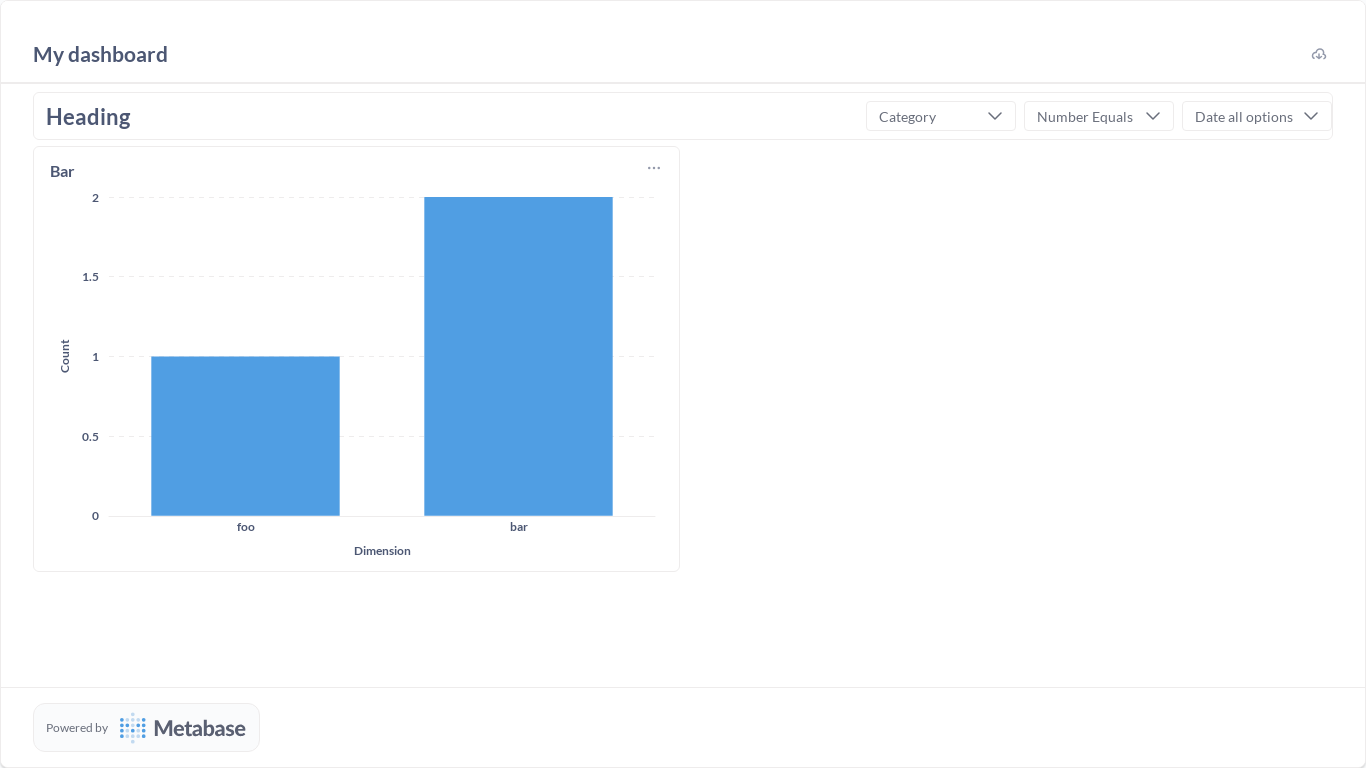 My dashboard
Heading
Category
Number Equals
Date all options
Bar
2
1.5
1
0.5
0
Count
foo
bar
Dimension
Powered by Metabase